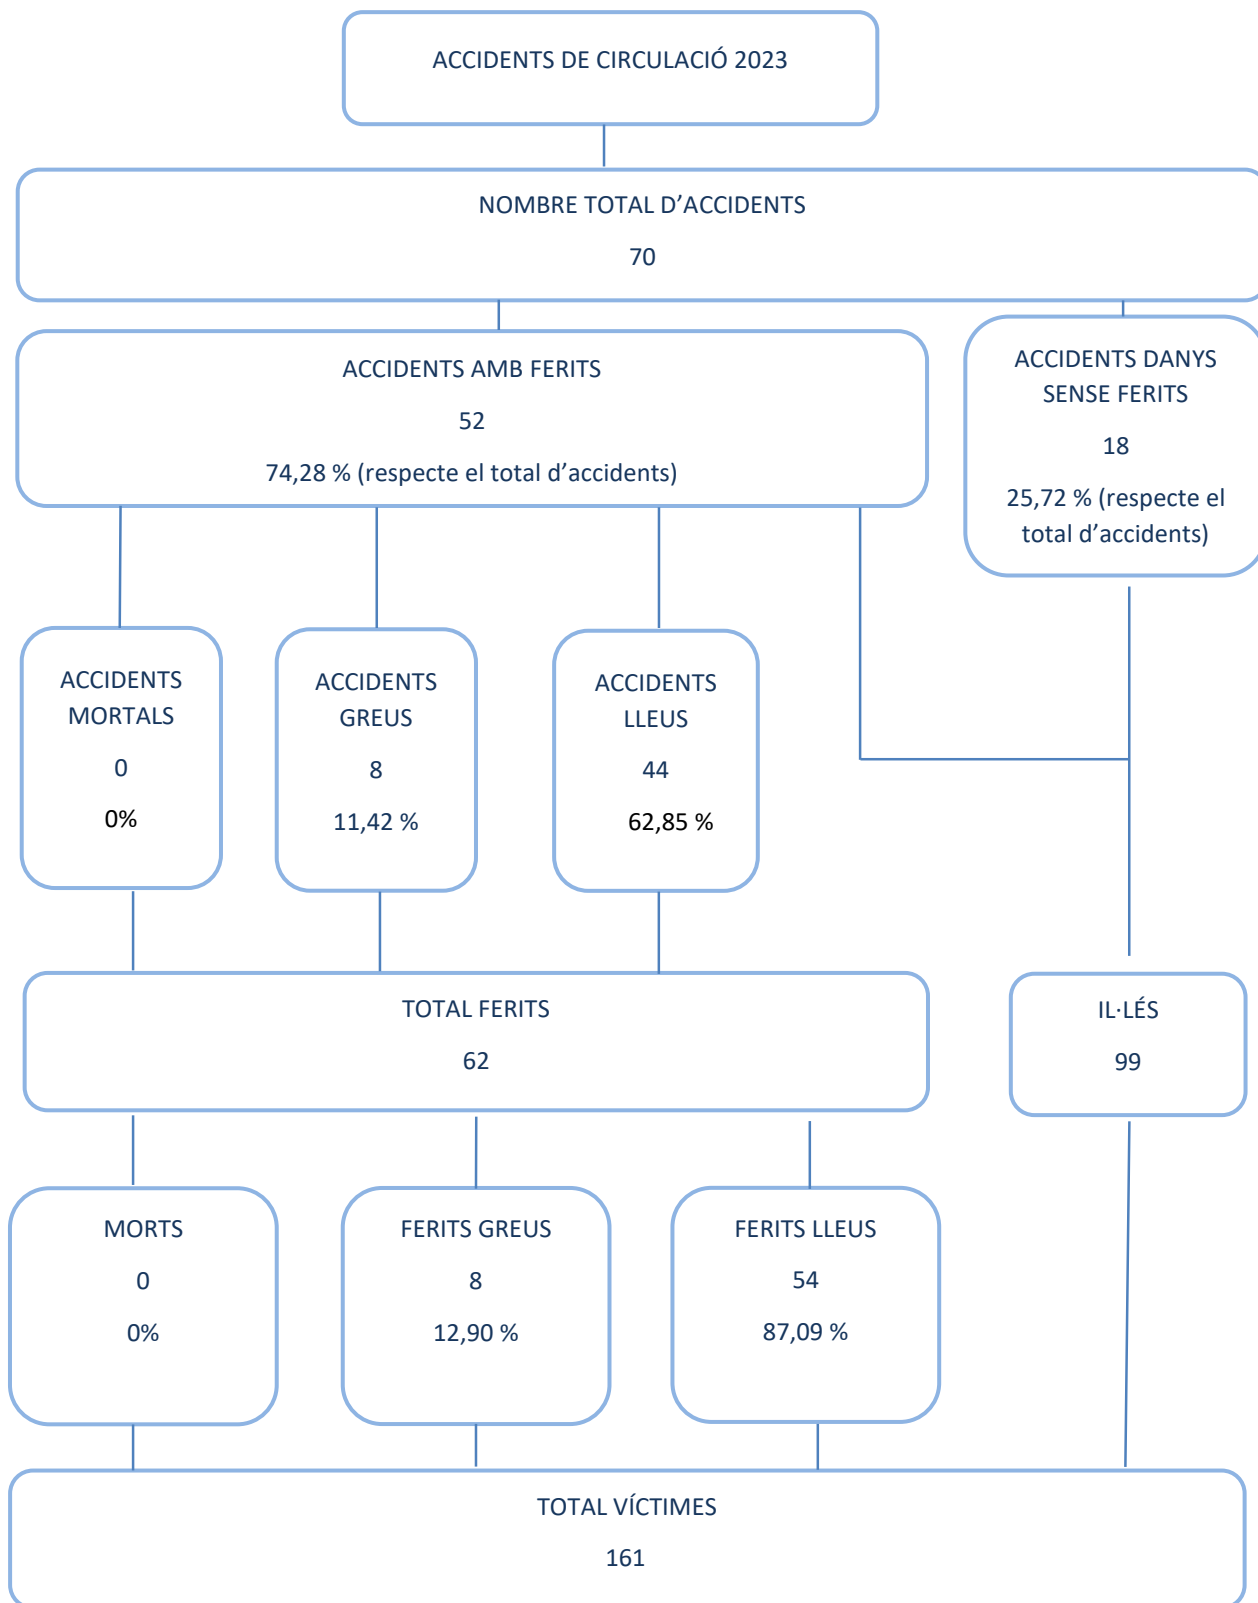 ACCIDENTS DE CIRCULACIÓ 2023
NOMBRE TOTAL D’ACCIDENTS
70
ACCIDENTS AMB FERITS
52
74,28 % (respecte el total d’accidents)
ACCIDENTS DANYS
SENSE FERITS
18
25,72 % (respecte el
total d’accidents)
ACCIDENTS
MORTALS
0
0%
ACCIDENTS
GREUS
8
11,42 %
ACCIDENTS
LLEUS
44
62,85 %
TOTAL FERITS
62
IL·LÉS
99
MORTS
0
0%
FERITS GREUS
8
12,90 %
FERITS LLEUS
54
87,09 %
TOTAL VÍCTIMES
161